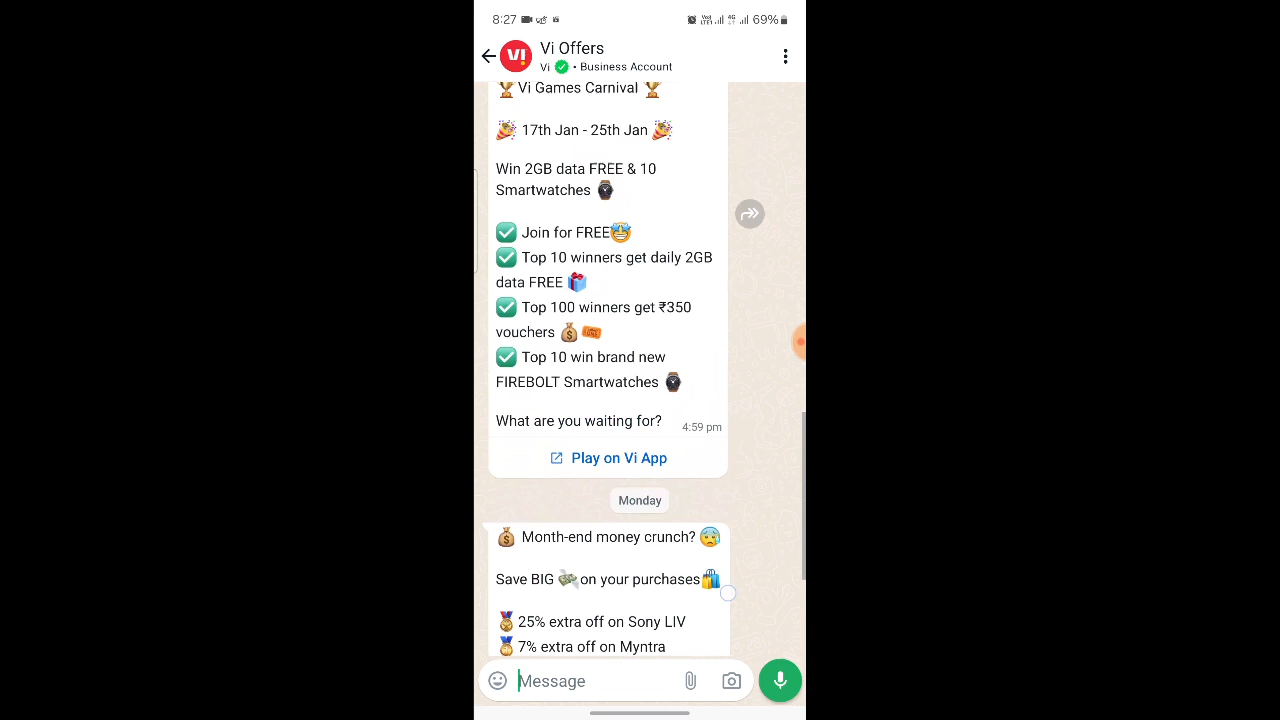 8:27 69%
Vi Offers
Vi • Business Account
🏆Vi Games Carnival 🏆
🎉 17th Jan - 25th Jan 🎉
Win 2GB data FREE & 10
Smartwatches ⌚
✅ Join for FREE🤩
✅ Top 10 winners get daily 2GB
data FREE 🎁
✅ Top 100 winners get ₹350
vouchers 💰🎟️
✅ Top 10 win brand new
FIREBOLT Smartwatches ⌚
What are you waiting for?
4:59 pm
Play on Vi App
Monday
💰 Month-end money crunch? 😰
Save BIG 💸on your purchases🛍️
🏅25% extra off on Sony LIV
🏅7% extra off on Myntra
Message